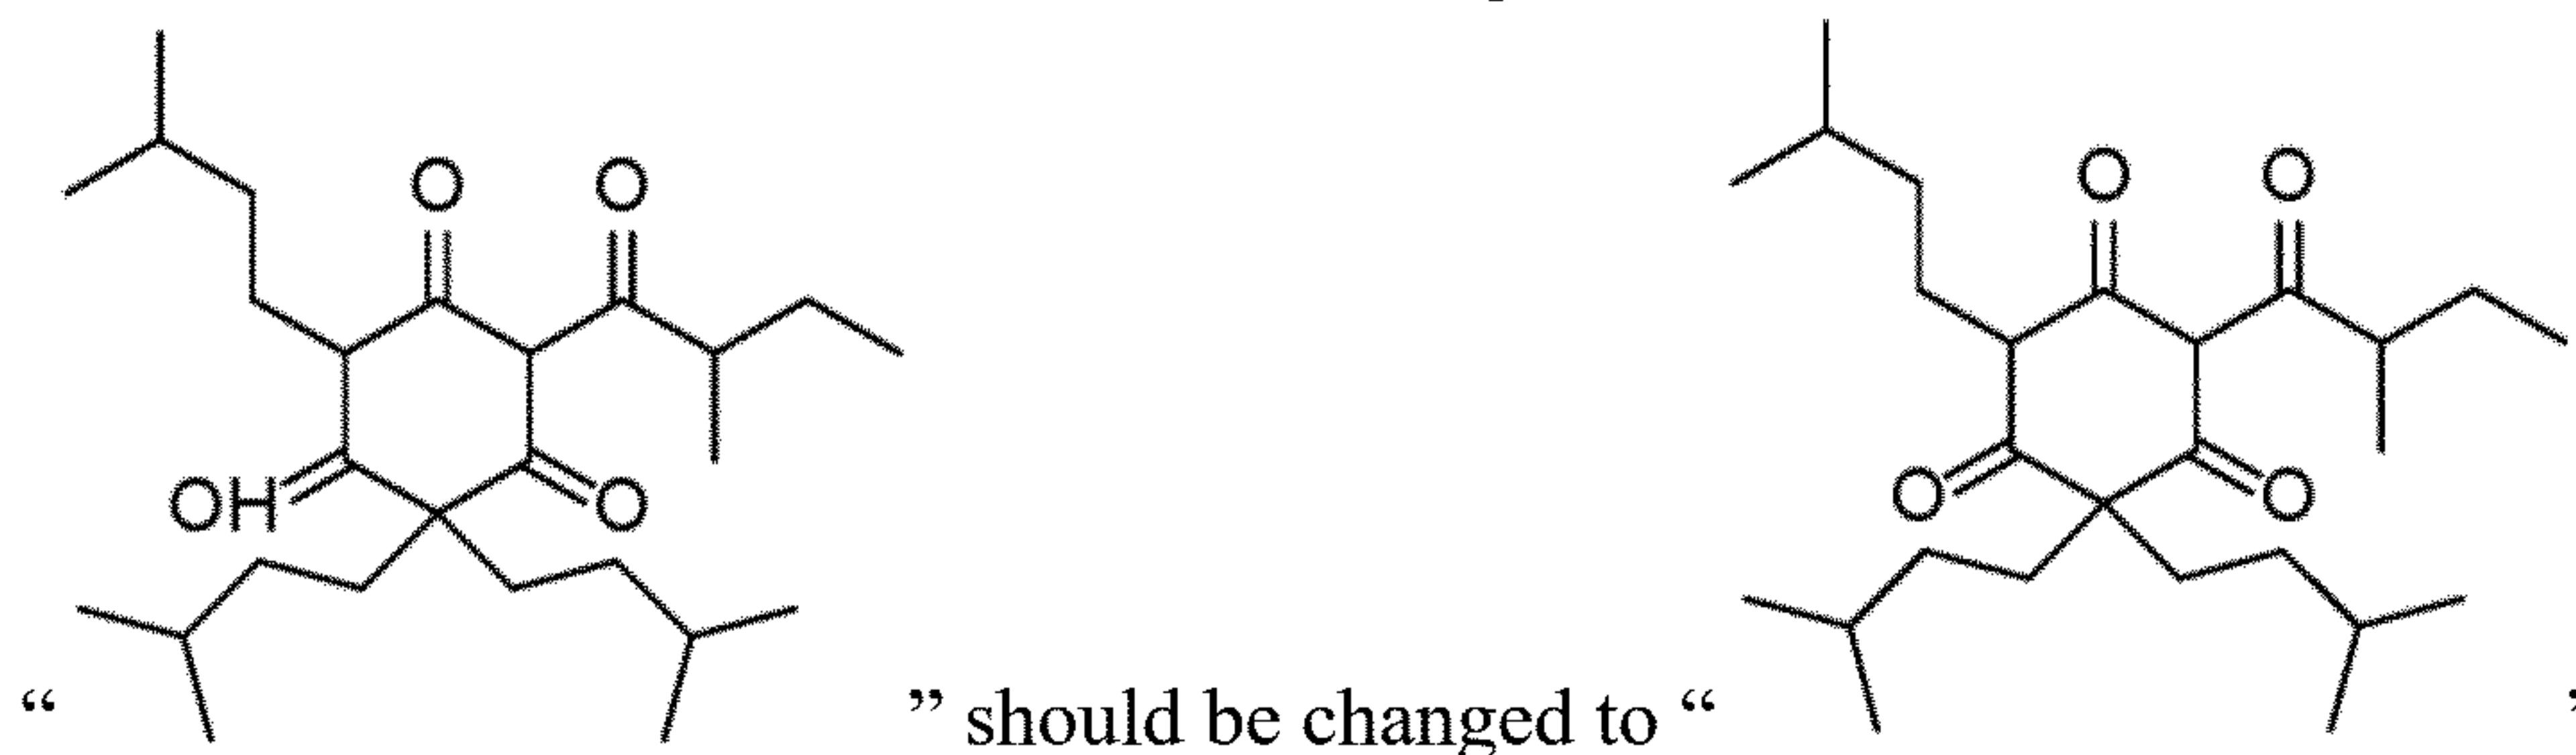 O O O O
OH O O O
“ ” should be changed to “